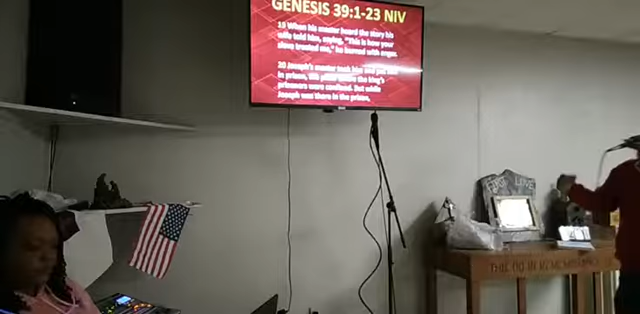 GENESIS 39:1-23 NIV
19 When his master heard the story his
wife told him, saying, "This is how your
slave treated me," he burned with anger.
20 Joseph's master took him and put him
in prison, the place where the king's
prisoners were confined. But while
Joseph was there in the prison,
LOVE
THIS DO IN REMEMBRANCE